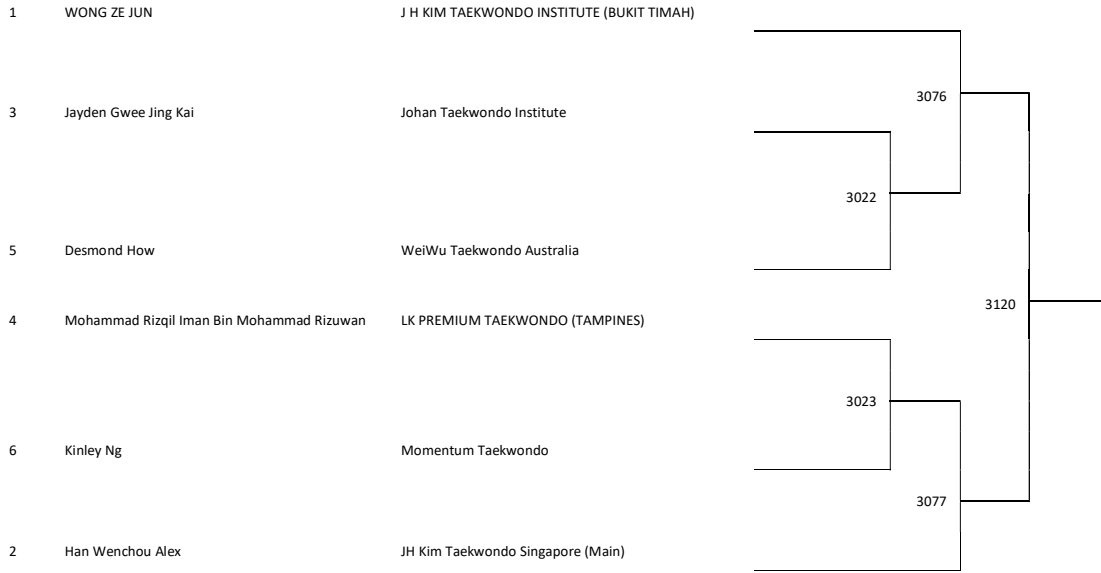 1 WONG ZE JUN J H KIM TAEKWONDO INSTITUTE (BUKIT TIMAH)
3076
3 Jayden Gwee Jing Kai Johan Taekwondo Institute
3022
5 Desmond How WeiWu Taekwondo Australia
3120
4 Mohammad Rizqil Iman Bin Mohammad Rizuwan LK PREMIUM TAEKWONDO (TAMPINES)
3023
6 Kinley Ng Momentum Taekwondo
3077
2 Han Wenchou Alex JH Kim Taekwondo Singapore (Main)